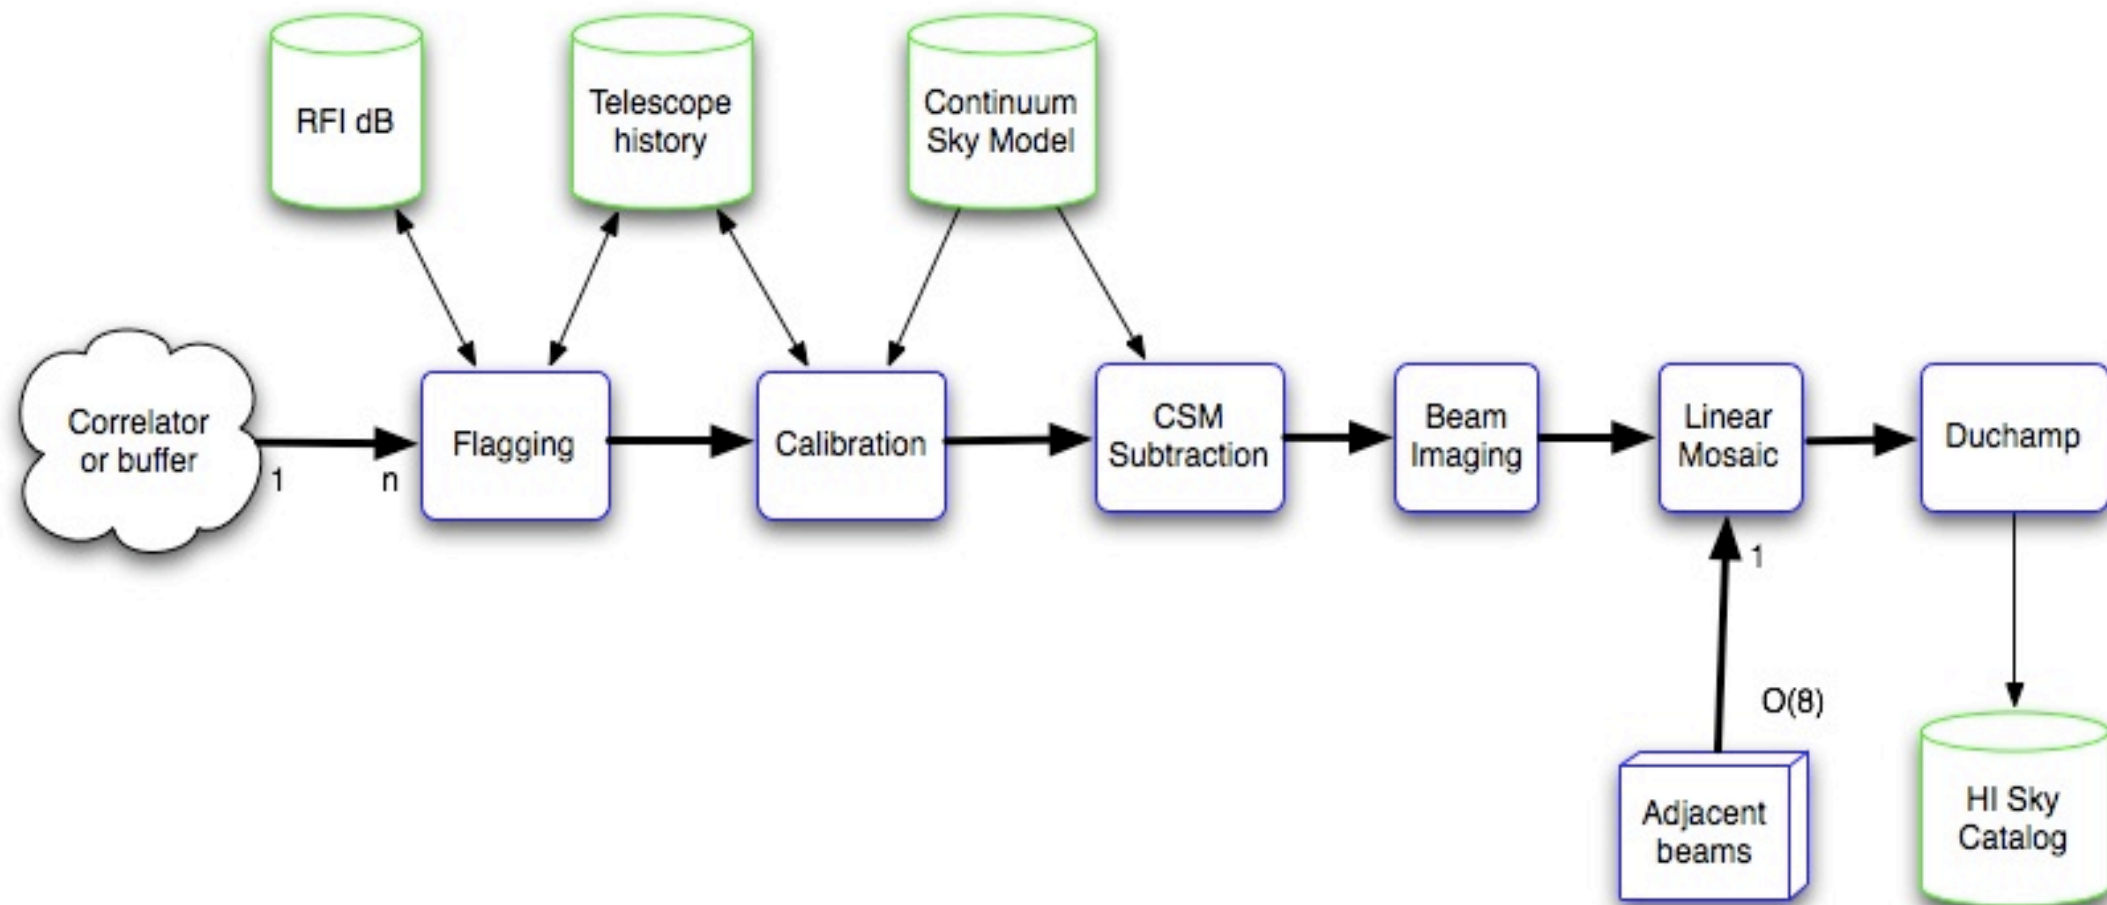 RFI dB
Telescope
history
Continuum
Sky Model
Correlator
or buffer
1
n
Flagging
Calibration
CSM
Subtraction
Beam
Imaging
Linear
Mosaic
Duchamp
1
O(8)
Adjacent
beams
HI Sky
Catalog